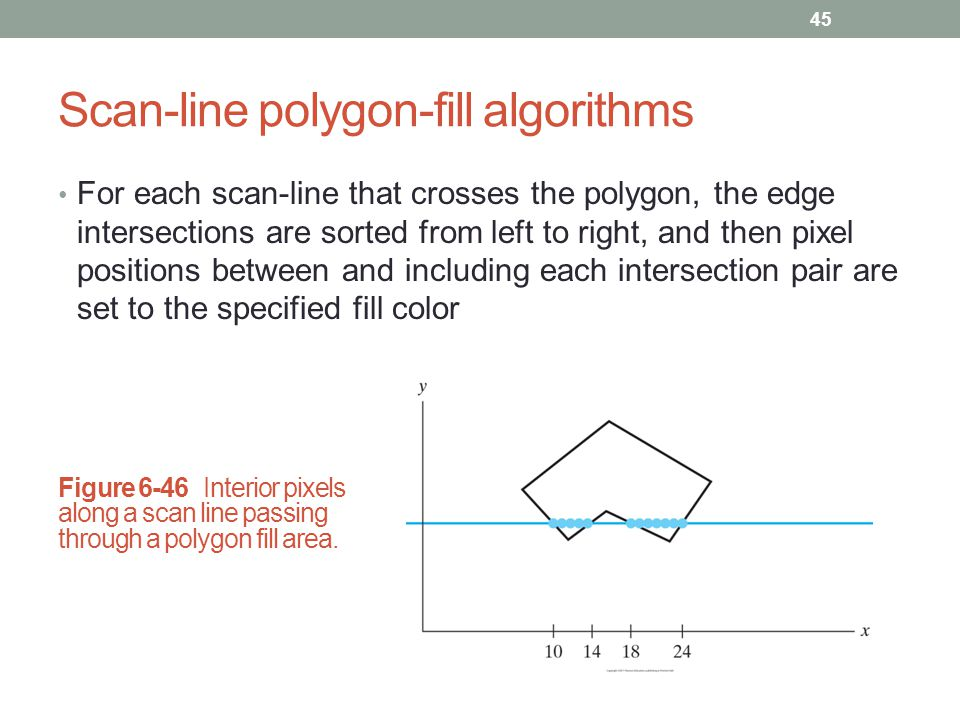 45
Scan-line polygon-fill algorithms
• For each scan-line that crosses the polygon, the edge
intersections are sorted from left to right, and then pixel
positions between and including each intersection pair are
set to the specified fill color
y
Figure 6-46 Interior pixels
along a scan line passing
through a polygon fill area.
x
10 14 18 24